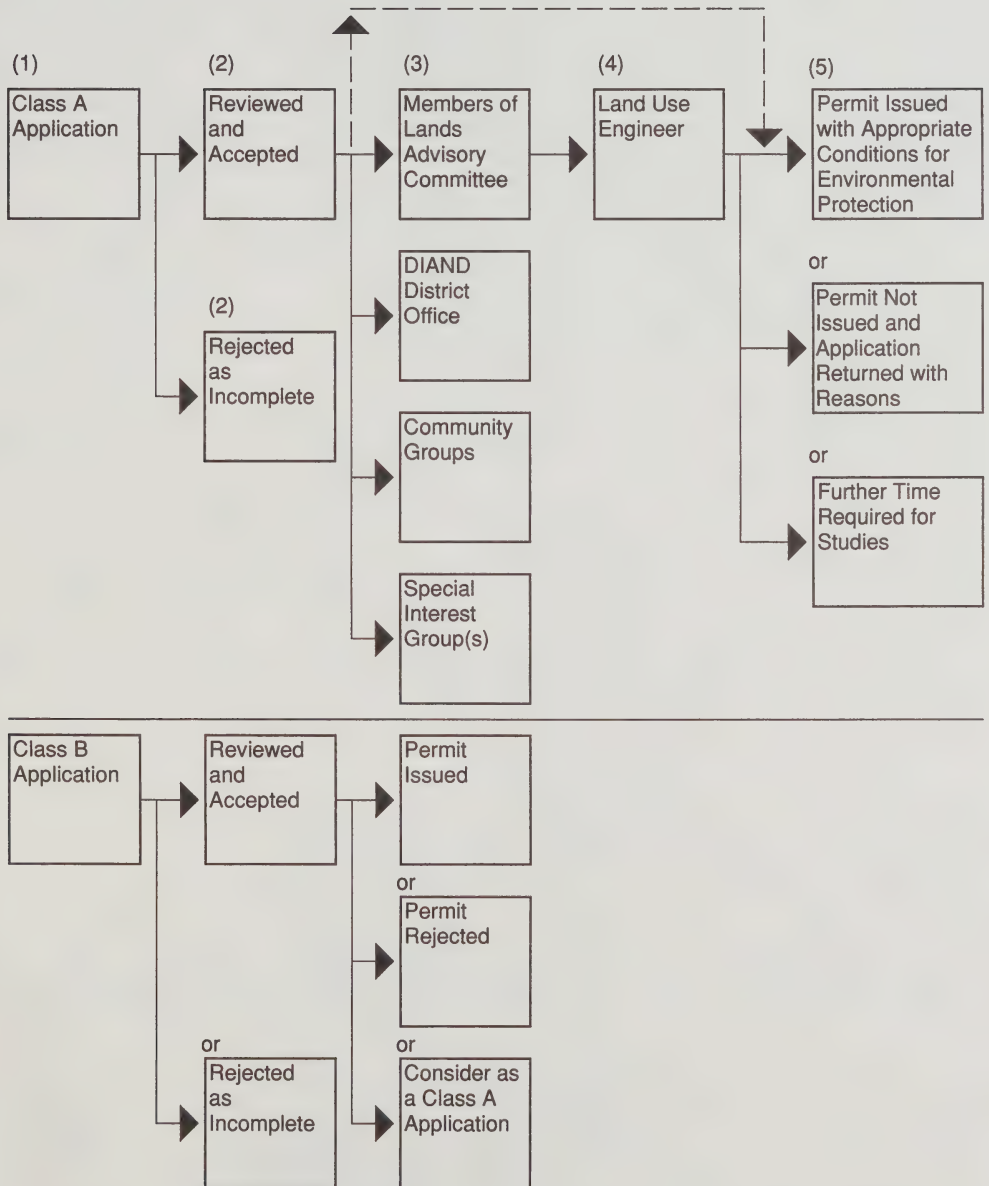 (1)
(2)
(3)
(4)
(5)
Class A
Application
Reviewed
and
Accepted
Members of
Lands
Advisory
Committee
Land Use
Engineer
Permit Issued
with Appropriate
Conditions for
Environmental
Protection
or
(2)
Rejected
as
Incomplete
DIAND
District
Office
Permit Not
Issued and
Application
Returned with
Reasons
or
Community
Groups
Further Time
Required for
Studies
Special
Interest
Group(s)
Class B
Application
Reviewed
and
Accepted
Permit
Issued
or
Permit
Rejected
or
Rejected
as
Incomplete
or
Consider as
a Class A
Application